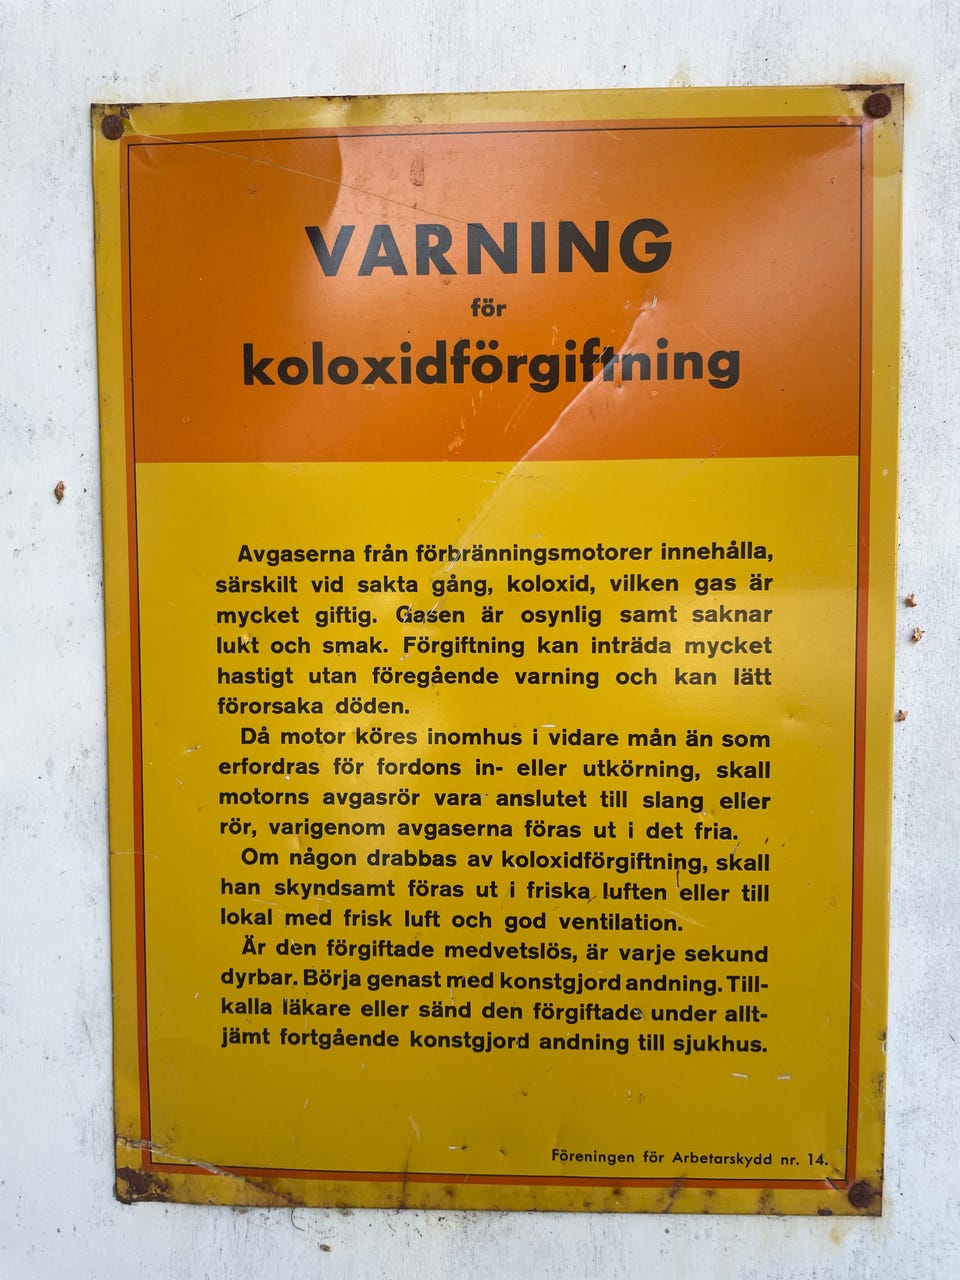 VARNING
för
koloxidförgiftning
Avgaserna från förbränningsmotorer innehålla,
särskilt vid sakta gång, koloxid, vilken gas är
mycket giftig. Gasen är osynlig samt saknar
lukt och smak. Förgiftning kan inträda mycket
hastigt utan föregående varning och kan lätt
förorsaka döden.
Då motor köres inomhus i vidare mån än som
erfordras för fordons in- eller utkörning, skall
motorns avgasrör vara anslutet till slang eller
rör, varigenom avgaserna föras ut i det fria.
Om någon drabbas av koloxidförgiftning, skall
han skyndsamt föras ut i friska luften eller till
lokal med frisk luft och god ventilation.
Är den förgiftade medvetslös, är varje sekund
dyrbar. Börja genast med konstgjord andning. Till-
kalla läkare eller sänd den förgiftade under allt-
jämt fortgående konstgjord andning till sjukhus.
Föreningen för Arbetarskydd nr. 14.